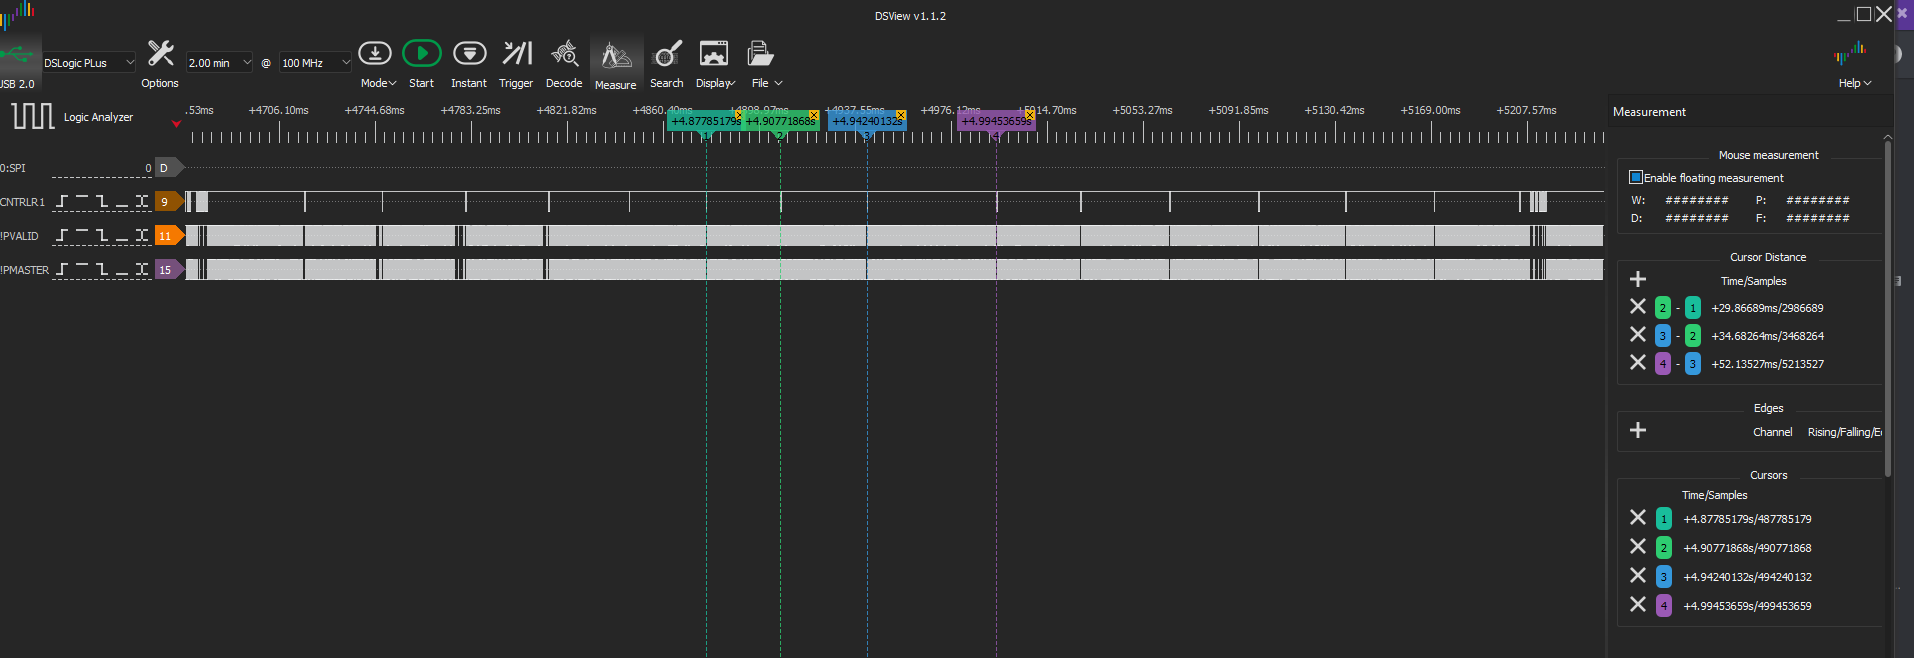 DSView v1.1.2
USB 2.0
DSLogic PLus
Options
2.00 min
@
100 MHz
Mode
Start
Instant
Trigger
Decode
Measure
Search
Display
File
Help
Logic Analyzer
.53ms +4706.10ms +4744.68ms +4783.25ms +4821.82ms +4860.40ms +4898.97ms +4937.55ms +4976.12ms +5014.70ms +5053.27ms +5091.85ms +5130.42ms +5169.00ms +5207.57ms
+4.87785179s +4.90771868s +4.94240132s +4.99453659s
1 2 3 4
0:SPI 0 D
CNTRLR1 9
!PVALID 11
!PMASTER 15
Measurement
Mouse measurement
Enable floating measurement
W: ######## P: ########
D: ######## F: ########
Cursor Distance
Time/Samples
2 - 1 +29.86689ms/2986689
3 - 2 +34.68264ms/3468264
4 - 3 +52.13527ms/5213527
Edges
Channel Rising/Falling/E
Cursors
Time/Samples
1 +4.87785179s/487785179
2 +4.90771868s/490771868
3 +4.94240132s/494240132
4 +4.99453659s/499453659